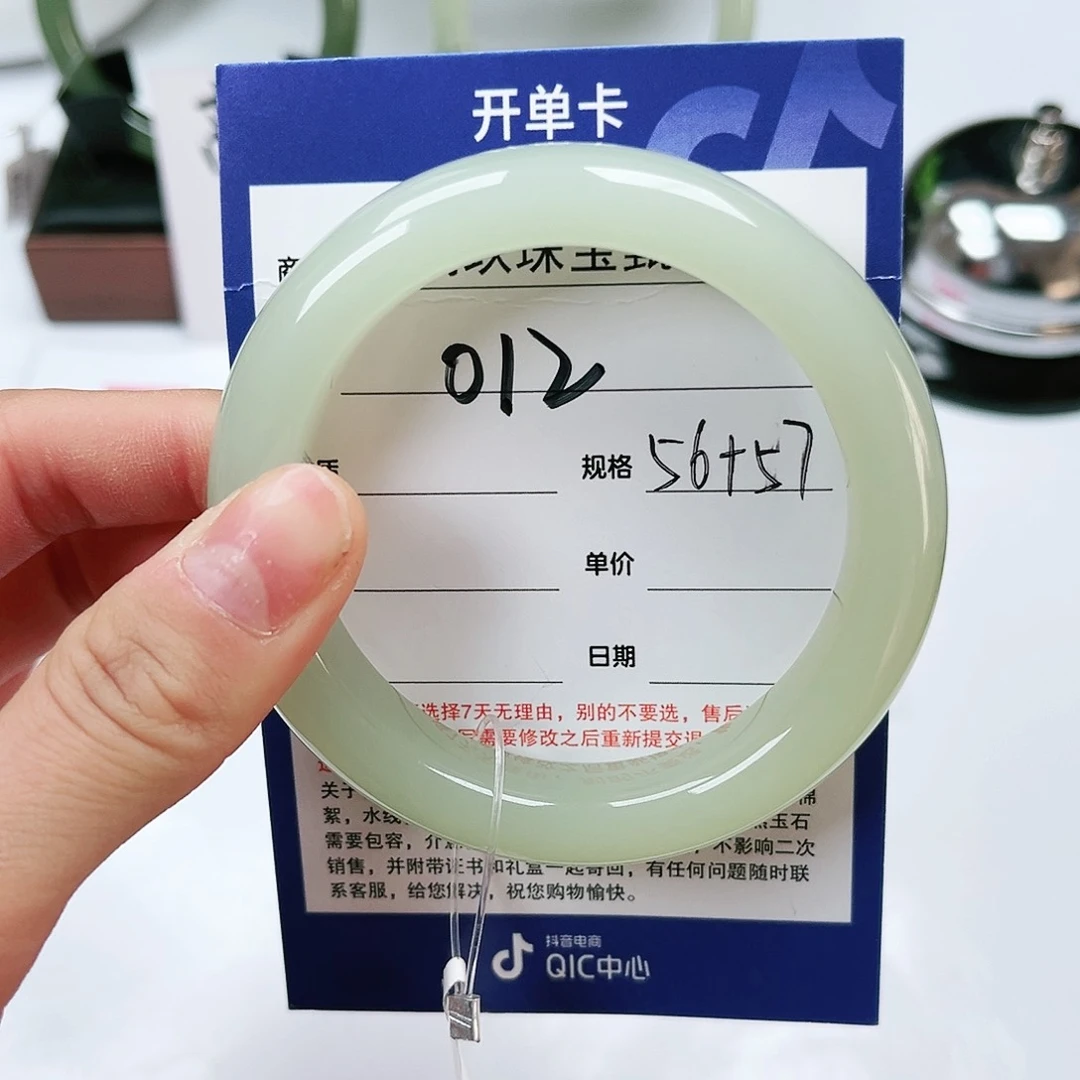 开单卡
商
珠宝
012
质
规格 56+57
单价
日期
选择7天无理由，别的不要选，售后
需要修改之后重新提交退
关于
絮，水线 玉石
需要包容，介 不影响二次
销售，并附带证书和礼盒一起寄回，有任何问题随时联
系客服，给您解决，祝您购物愉快。
抖音电商
QIC中心